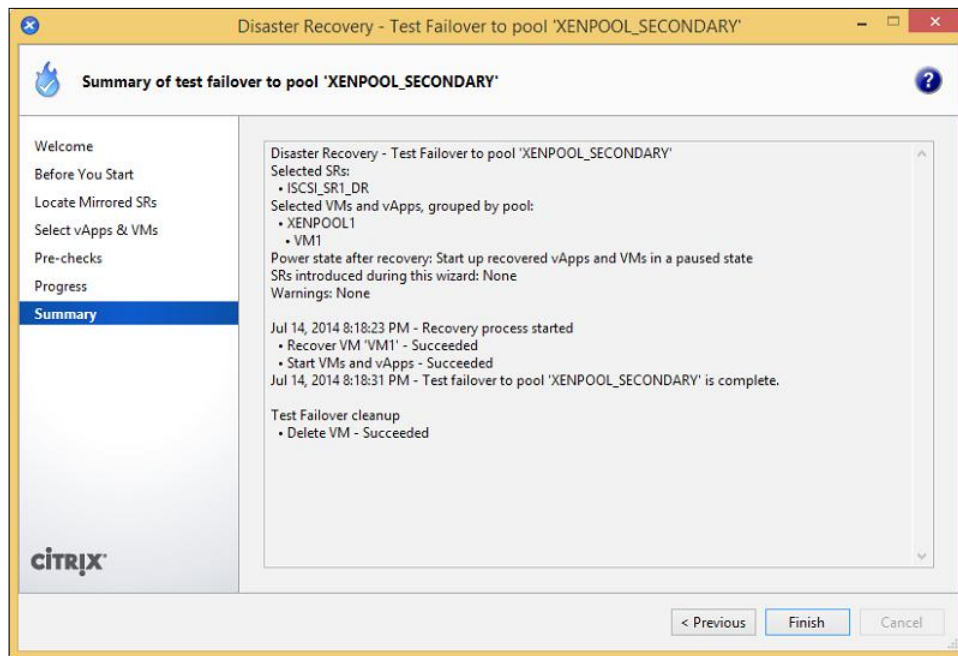 Disaster Recovery - Test Failover to pool 'XENPOOL_SECONDARY'
Summary of test failover to pool 'XENPOOL_SECONDARY'
?
Welcome
Before You Start
Locate Mirrored SRs
Select vApps & VMs
Pre-checks
Progress
Summary
Disaster Recovery - Test Failover to pool 'XENPOOL_SECONDARY'
Selected SRs:
• ISCSI_SR1_DR
Selected VMs and vApps, grouped by pool:
• XENPOOL1
• VM1
Power state after recovery: Start up recovered vApps and VMs in a paused state
SRs introduced during this wizard: None
Warnings: None
Jul 14, 2014 8:18:23 PM - Recovery process started
• Recover VM 'VM1' - Succeeded
• Start VMs and vApps - Succeeded
Jul 14, 2014 8:18:31 PM - Test failover to pool 'XENPOOL_SECONDARY' is complete.
Test Failover cleanup
• Delete VM - Succeeded
CİTRIX
< Previous
Finish
Cancel